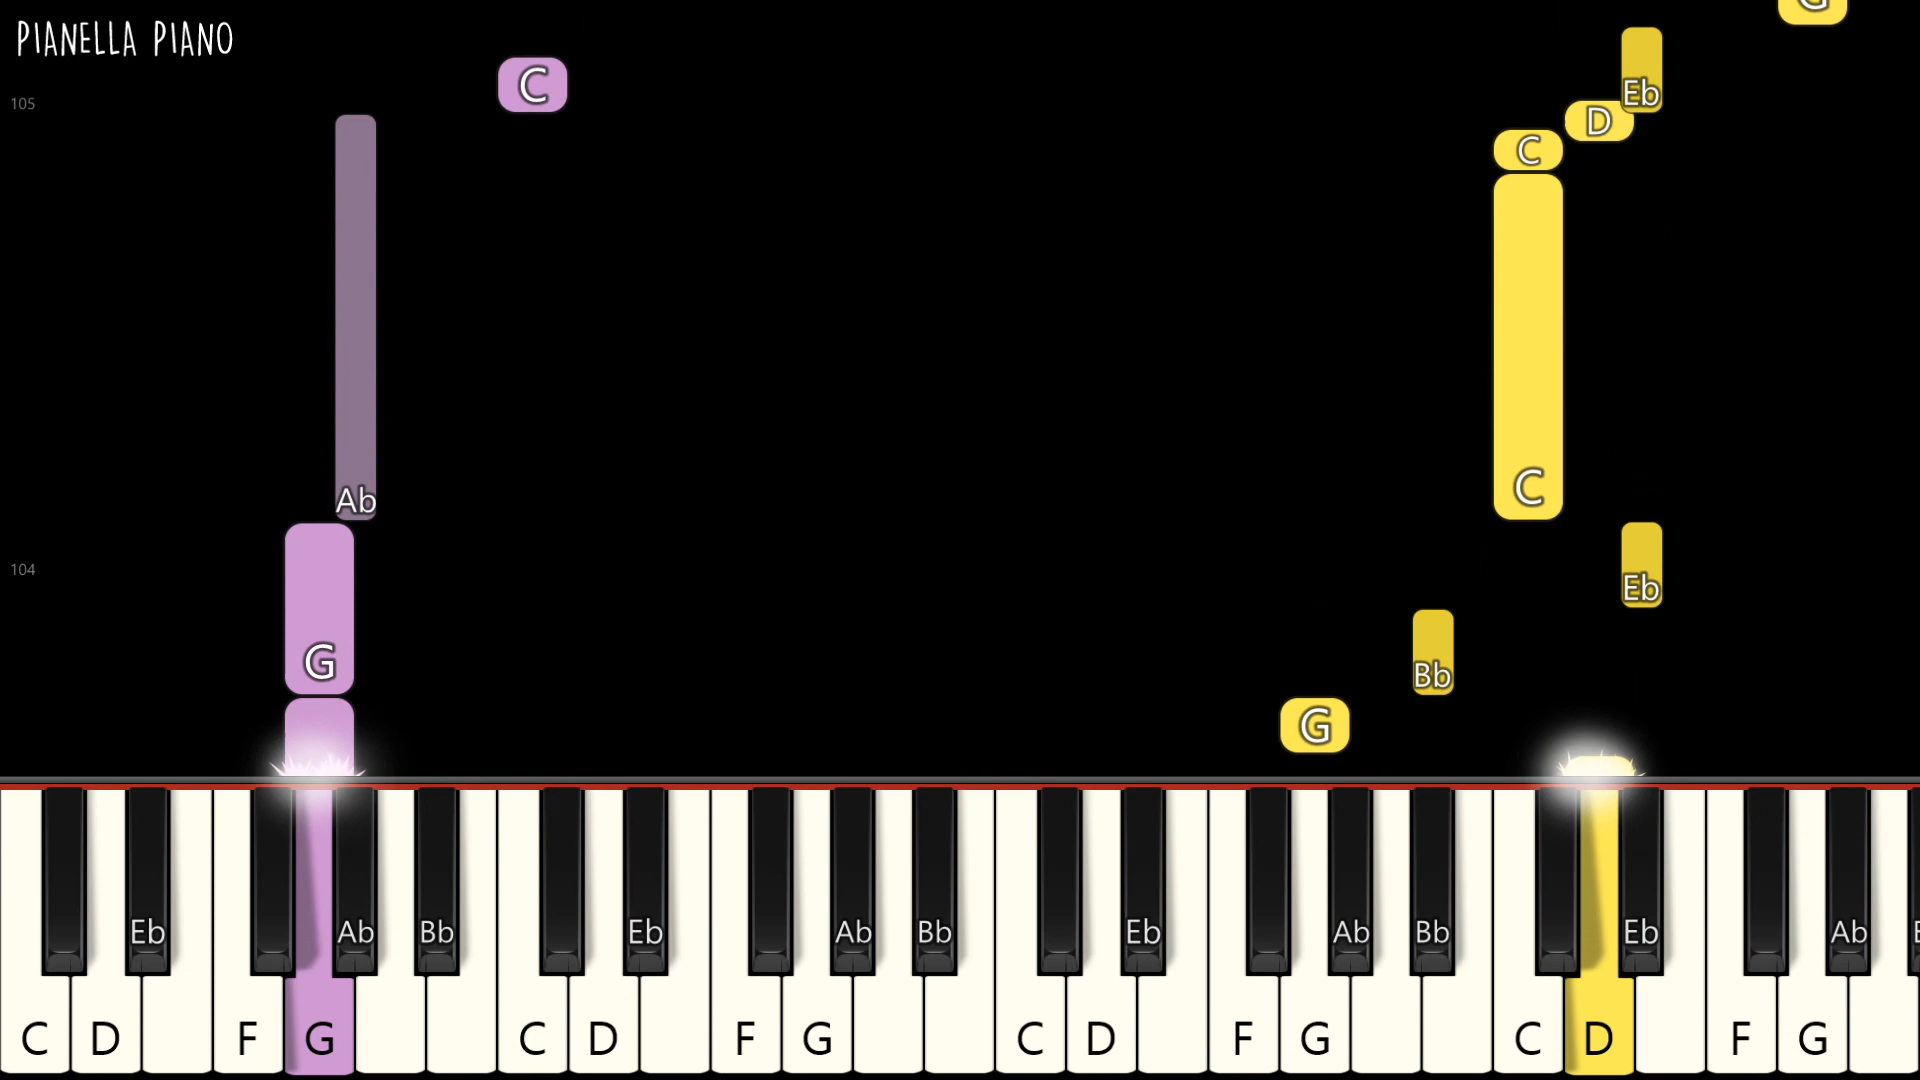 PIANELLA PIANO
G
Eb
C
105
D
C
Ab
C
104
Eb
G
Bb
G
Eb Ab Bb Eb Ab Bb Eb Ab Bb Eb Ab
C D F G C D F G C D F G C D F G